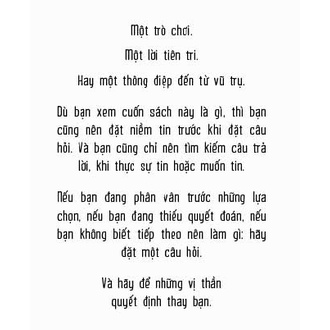 Một trò chơi.
Một lời tiên tri.
Hay một thông điệp đến từ vũ trụ.
Dù bạn xem cuốn sách này là gì, thì bạn
cũng nên đặt niềm tin trước khi đặt câu
hỏi. Và bạn cũng chỉ nên tìm kiếm câu trả
lời, khi thực sự tin hoặc muốn tin.
Nếu bạn đang phân vân trước những lựa
chọn, nếu bạn đang thiếu quyết đoán, nếu
bạn không biết tiếp theo nên làm gì: hãy
đặt một câu hỏi.
Và hãy để những vị thần
quyết định thay bạn.